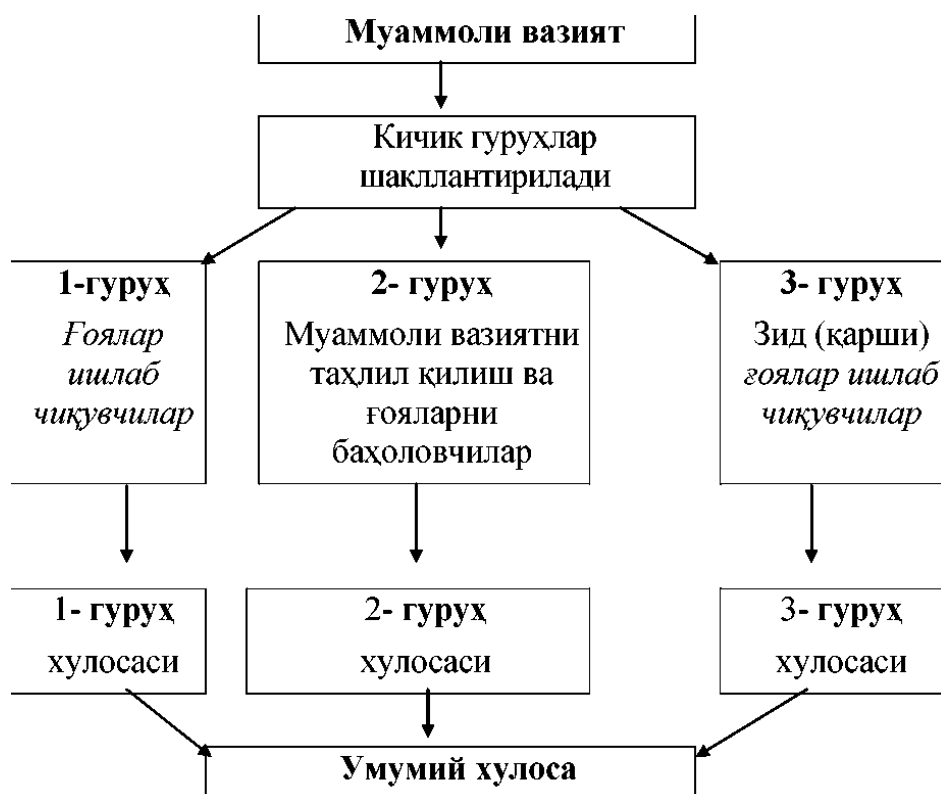 Муаммоли вазият
Кичик гуруҳлар
шакллантирилади
1-гуруҳ
Ғоялар
ишлаб
чиқувчилар
2- гуруҳ
Муаммоли вазиятни
таҳлил қилиш ва
ғояларни
баҳоловчилар
3- гуруҳ
Зид (қарши)
ғоялар ишлаб
чиқувчилар
1- гуруҳ
хулосаси
2- гуруҳ
хулосаси
3- гуруҳ
хулосаси
Умумий хулоса